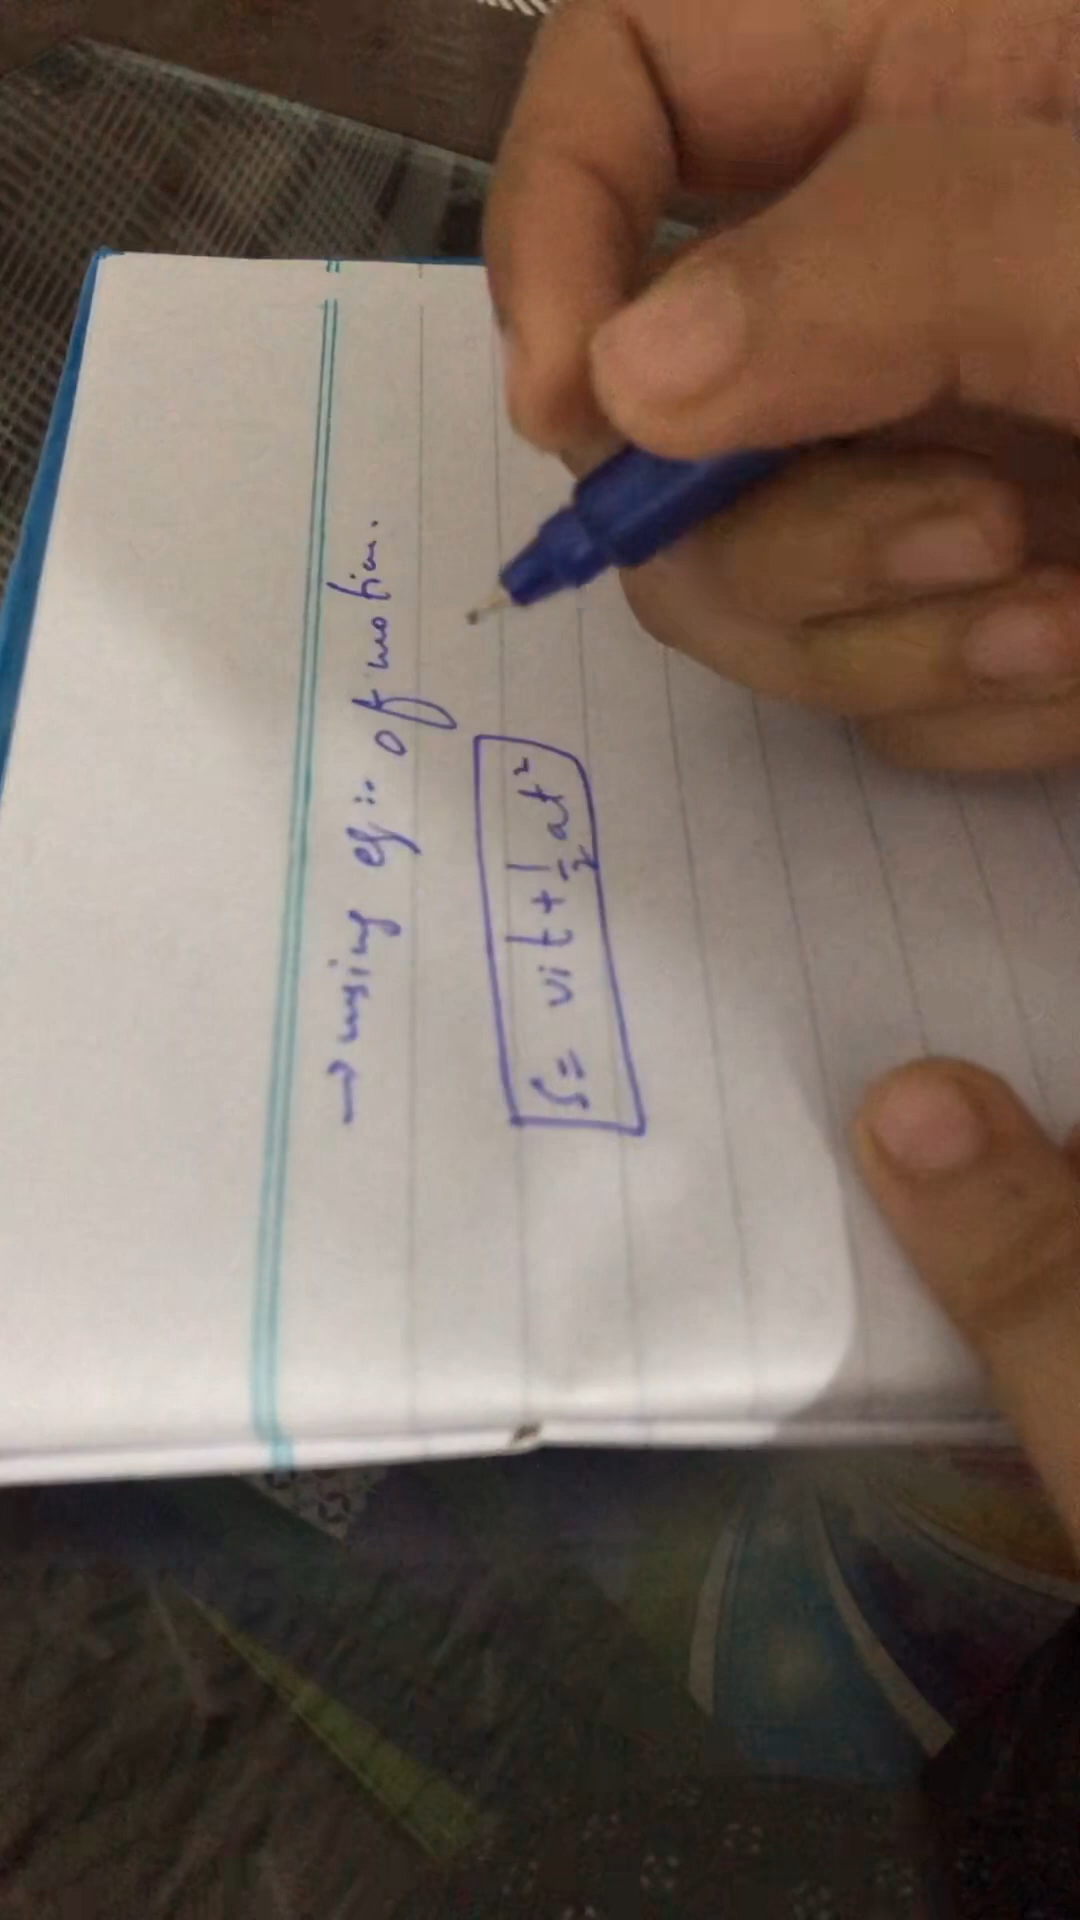 → using eq: of motion.
S = vit + 1/2 at²